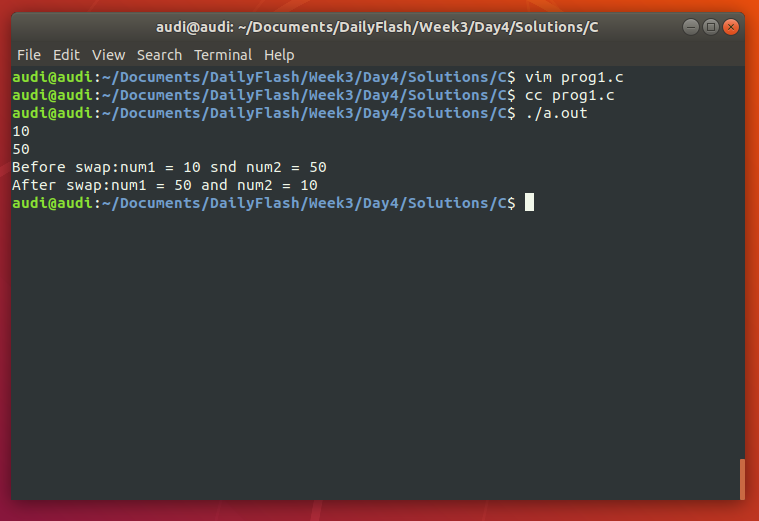 audi@audi: ~/Documents/DailyFlash/Week3/Day4/Solutions/C
File Edit View Search Terminal Help
audi@audi:~/Documents/DailyFlash/Week3/Day4/Solutions/C$ vim prog1.c
audi@audi:~/Documents/DailyFlash/Week3/Day4/Solutions/C$ cc prog1.c
audi@audi:~/Documents/DailyFlash/Week3/Day4/Solutions/C$ ./a.out
10
50
Before swap:num1 = 10 snd num2 = 50
After swap:num1 = 50 and num2 = 10
audi@audi:~/Documents/DailyFlash/Week3/Day4/Solutions/C$